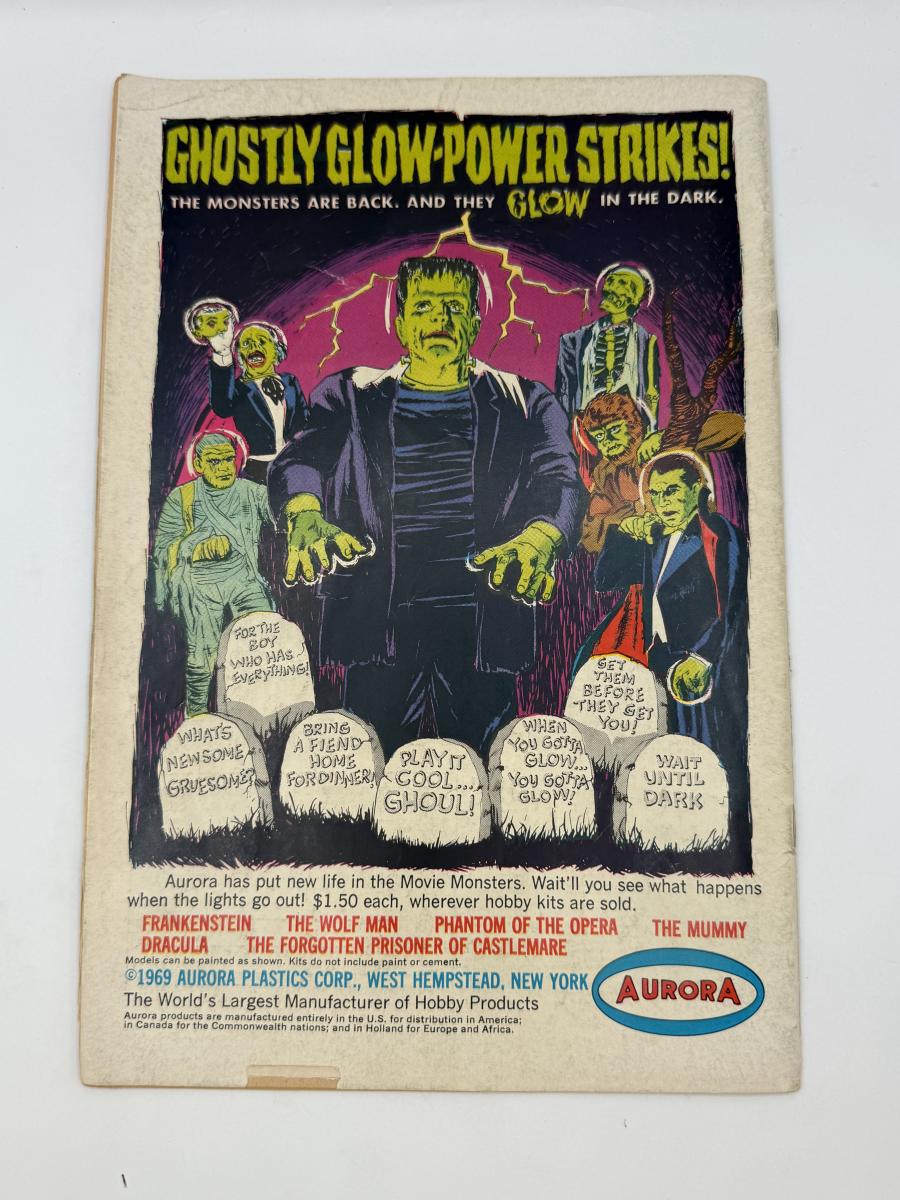 GHOSTLY GLOW-POWER STRIKES!
THE MONSTERS ARE BACK. AND THEY GLOW IN THE DARK.
FOR THE
BOY
WHO HAS
EVERYTHING!
GET
THEM
BEFORE
THEY GET
YOU!
WHAT'S
NEWSOME
GRUESOME?
BRING
A FIEND
HOME
FOR DINNER!
PLAY IT
COOL...
GHOUL!
WHEN
YOU GOTTA
GLOW...
YOU GOTTA
GLOW!
WAIT
UNTIL
DARK
Aurora has put new life in the Movie Monsters. Wait'll you see what happens
when the lights go out! $1.50 each, wherever hobby kits are sold.
FRANKENSTEIN THE WOLF MAN PHANTOM OF THE OPERA THE MUMMY
DRACULA THE FORGOTTEN PRISONER OF CASTLEMARE
Models can be painted as shown. Kits do not include paint or cement.
©1969 AURORA PLASTICS CORP., WEST HEMPSTEAD, NEW YORK
The World's Largest Manufacturer of Hobby Products
Aurora products are manufactured entirely in the U.S. for distribution in America;
in Canada for the Commonwealth nations; and in Holland for Europe and Africa.
AURORA